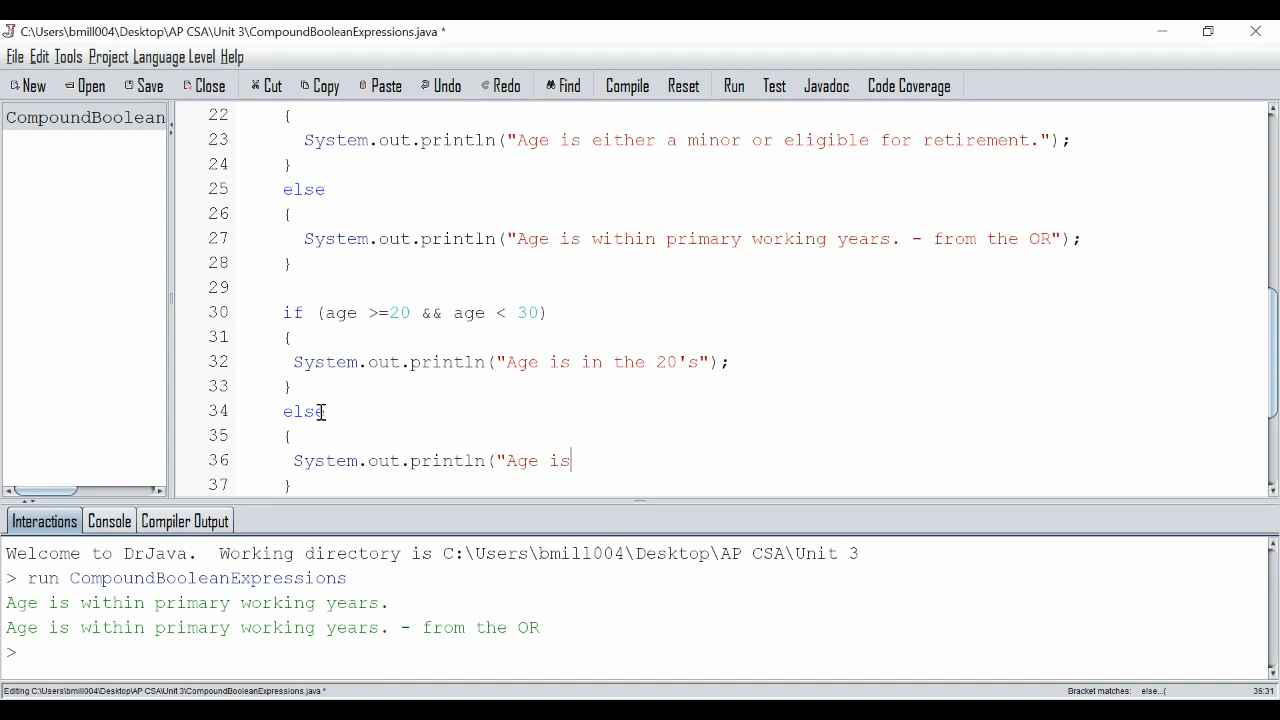 C:\Users\bmill004\Desktop\AP CSA\Unit 3\CompoundBooleanExpressions.java *
File Edit Tools Project Language Level Help
New Open Save Close Cut Copy Paste Undo Redo Find Compile Reset Run Test Javadoc Code Coverage
CompoundBoolean
22 {
23 System.out.println("Age is either a minor or eligible for retirement.");
24 }
25 else
26 {
27 System.out.println("Age is within primary working years. - from the OR");
28 }
29
30 if (age >=20 && age < 30)
31 {
32 System.out.println("Age is in the 20's");
33 }
34 else
35 {
36 System.out.println("Age is
37 }
Interactions Console Compiler Output
Welcome to DrJava. Working directory is C:\Users\bmill004\Desktop\AP CSA\Unit 3
> run CompoundBooleanExpressions
Age is within primary working years.
Age is within primary working years. - from the OR
>
Editing C:\Users\bmill004\Desktop\AP CSA\Unit 3\CompoundBooleanExpressions.java * Bracket matches: else...{ 36:31